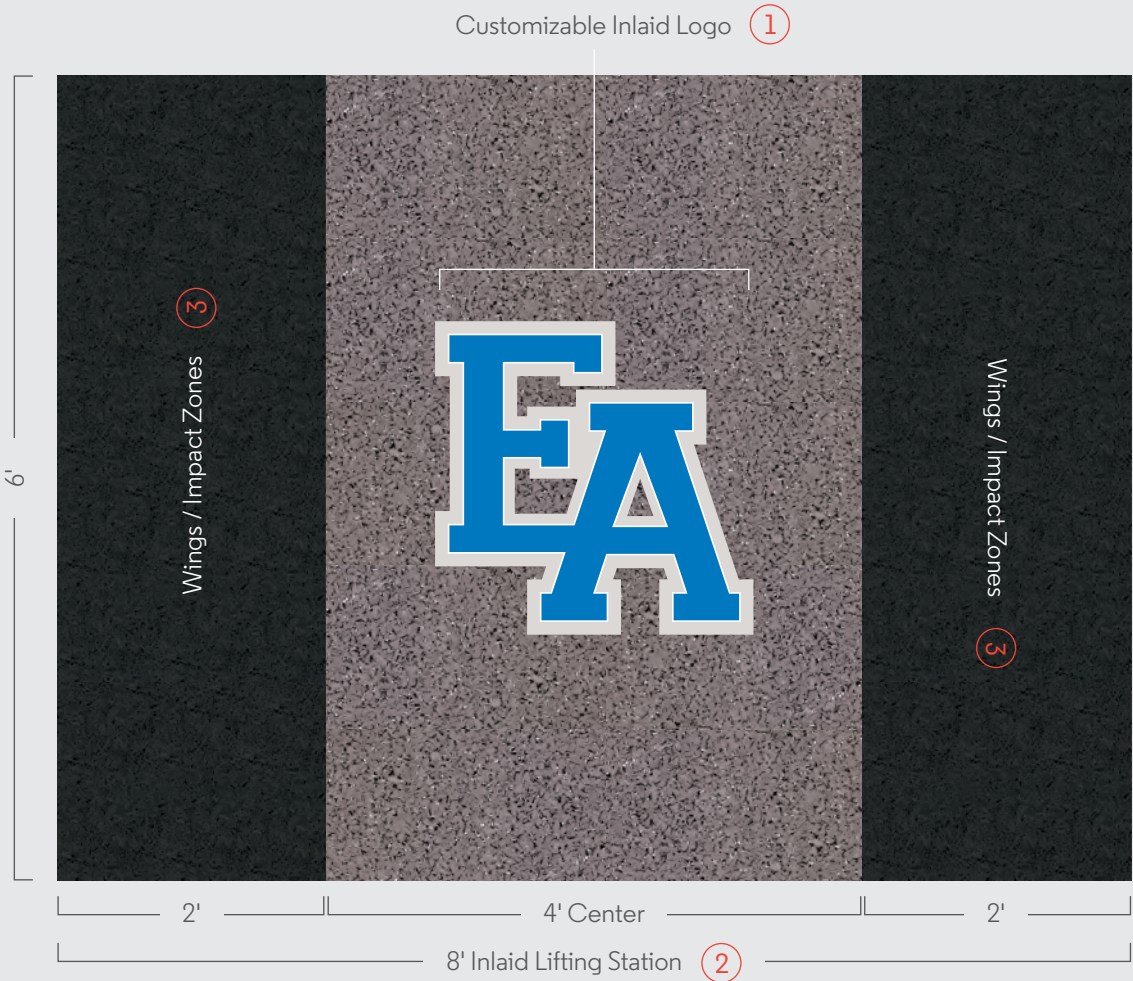 Customizable Inlaid Logo 1
6'
Wings / Impact Zones 3
EA
Wings / Impact Zones 3
2'
4' Center
2'
8' Inlaid Lifting Station 2